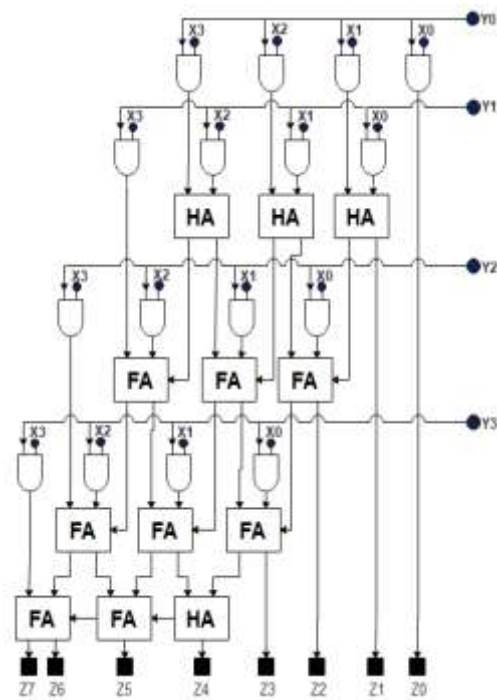 X3 X2 X1 X0 Y0
X3 X2 X1 X0 Y1
HA HA HA
X3 X2 X1 X0 Y2
FA FA FA
X3 X2 X1 X0 Y3
FA FA FA
FA FA HA
Z7 Z6 Z5 Z4 Z3 Z2 Z1 Z0